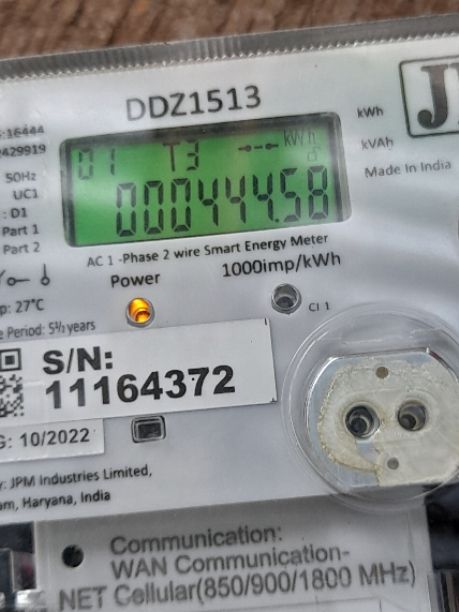 DDZ1513
:16444
2429919
50Hz
UC1
: D1
Part 1
Part 2
01 T3 kWh
00044458
kWh
kVAh
Made In India
J
AC 1 -Phase 2 wire Smart Energy Meter
Power 1000imp/kWh
p: 27°C
CI 1
e Period: 5½ years
S/N:
11164372
G: 10/2022
y: JPM Industries Limited,
am, Haryana, India
Communication:
WAN Communication-
NET Cellular(850/900/1800 MHz)